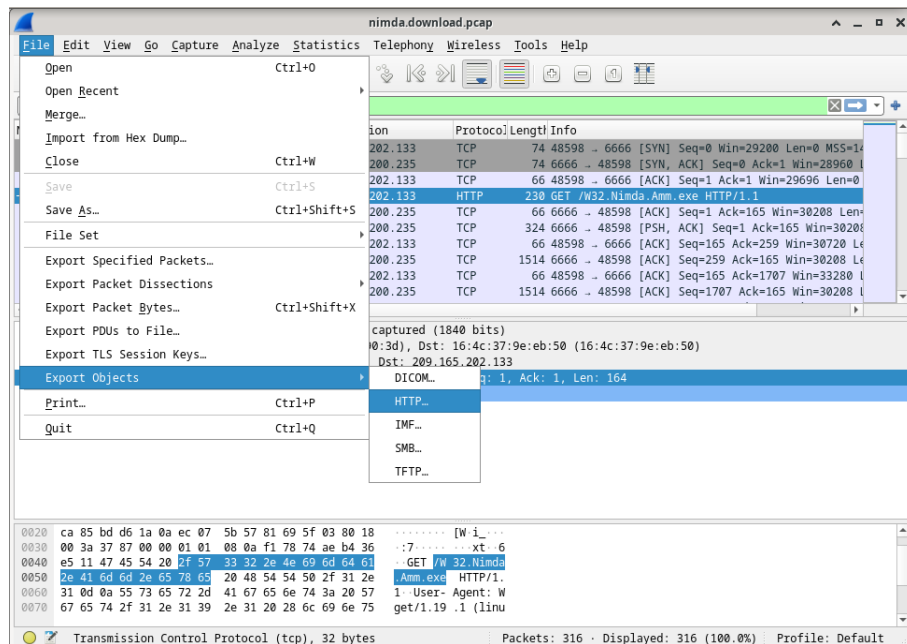 nimda.download.pcap
File Edit View Go Capture Analyze Statistics Telephony Wireless Tools Help
Open Ctrl+O
Open Recent
Merge…
Import from Hex Dump…
Close Ctrl+W
Save Ctrl+S
Save As… Ctrl+Shift+S
File Set
Export Specified Packets…
Export Packet Dissections
Export Packet Bytes… Ctrl+Shift+X
Export PDUs to File…
Export TLS Session Keys…
Export Objects
Print… Ctrl+P
Quit Ctrl+Q
DICOM…
HTTP…
IMF…
SMB…
TFTP…
ion Protocol Length Info
202.133 TCP 74 48598 → 6666 [SYN] Seq=0 Win=29200 Len=0 MSS=14
200.235 TCP 74 6666 → 48598 [SYN, ACK] Seq=0 Ack=1 Win=28960 L
202.133 TCP 66 48598 → 6666 [ACK] Seq=1 Ack=1 Win=29696 Len=0
202.133 HTTP 230 GET /W32.Nimda.Amm.exe HTTP/1.1
200.235 TCP 66 6666 → 48598 [ACK] Seq=1 Ack=165 Win=30208 Len=
200.235 TCP 324 6666 → 48598 [PSH, ACK] Seq=1 Ack=165 Win=30208
202.133 TCP 66 48598 → 6666 [ACK] Seq=165 Ack=259 Win=30720 Le
200.235 TCP 1514 6666 → 48598 [ACK] Seq=259 Ack=165 Win=30208 Le
202.133 TCP 66 48598 → 6666 [ACK] Seq=165 Ack=1707 Win=33280 L
200.235 TCP 1514 6666 → 48598 [ACK] Seq=1707 Ack=165 Win=30208 L
captured (1840 bits)
90:3d), Dst: 16:4c:37:9e:eb:50 (16:4c:37:9e:eb:50)
Dst: 209.165.202.133
q: 1, Ack: 1, Len: 164
0020 ca 85 bd d6 1a 0a ec 07 5b 57 81 69 5f 03 80 18 ········ [W·i_···
0030 00 3a 37 87 00 00 01 01 08 0a f1 78 74 ae b4 36 ·:7····· ···xt··6
0040 e5 11 47 45 54 20 2f 57 33 32 2e 4e 69 6d 64 61 ··GET /W 32.Nimda
0050 2e 41 6d 6d 2e 65 78 65 20 48 54 54 50 2f 31 2e .Amm.exe HTTP/1.
0060 31 0d 0a 55 73 65 72 2d 41 67 65 6e 74 3a 20 57 1··User- Agent: W
0070 67 65 74 2f 31 2e 31 39 2e 31 20 28 6c 69 6e 75 get/1.19 .1 (linu
Transmission Control Protocol (tcp), 32 bytes Packets: 316 · Displayed: 316 (100.0%) Profile: Default